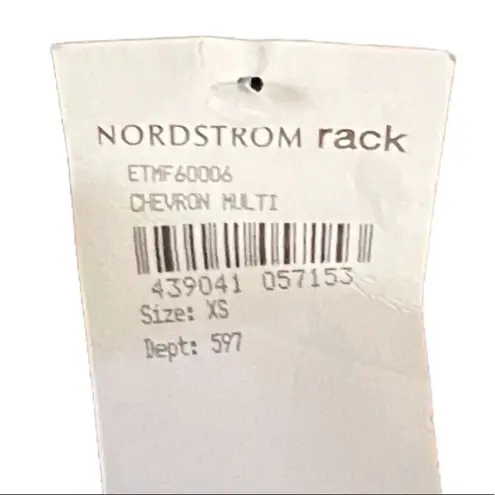 NORDSTROM rack
ETMF60006
CHEVRON MULTI
439041 057153
Size: XS
Dept: 597